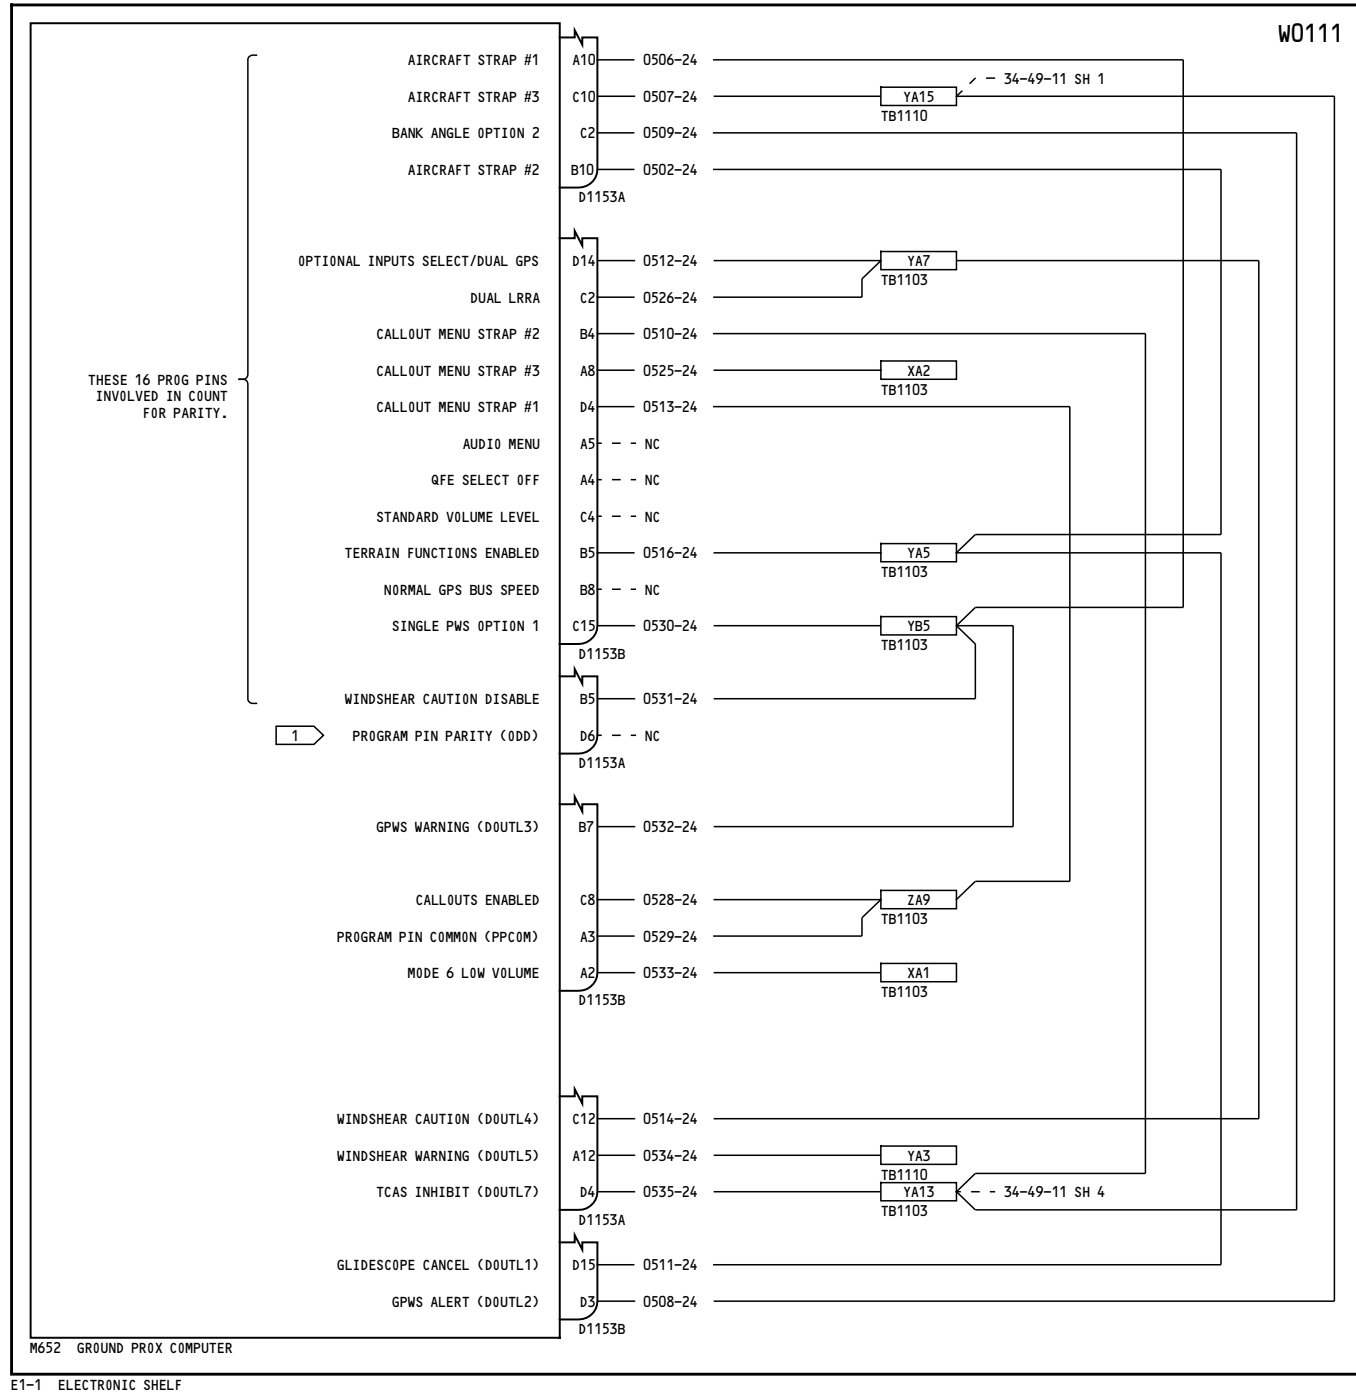 W0111
AIRCRAFT STRAP #1 A10 0506-24
34-49-11 SH 1
AIRCRAFT STRAP #3 C10 0507-24 YA15
TB1110
BANK ANGLE OPTION 2 C2 0509-24
AIRCRAFT STRAP #2 B10 0502-24
D1153A
OPTIONAL INPUTS SELECT/DUAL GPS D14 0512-24 YA7
TB1103
DUAL LRRA C2 0526-24
CALLOUT MENU STRAP #2 B4 0510-24
CALLOUT MENU STRAP #3 A8 0525-24 XA2
TB1103
THESE 16 PROG PINS
INVOLVED IN COUNT
FOR PARITY.
CALLOUT MENU STRAP #1 D4 0513-24
AUDIO MENU A5 NC
QFE SELECT OFF A4 NC
STANDARD VOLUME LEVEL C4 NC
TERRAIN FUNCTIONS ENABLED B5 0516-24 YA5
TB1103
NORMAL GPS BUS SPEED B8 NC
SINGLE PWS OPTION 1 C15 0530-24 YB5
TB1103
D1153B
WINDSHEAR CAUTION DISABLE B5 0531-24
1 PROGRAM PIN PARITY (ODD) D6 NC
D1153A
GPWS WARNING (DOUTL3) B7 0532-24
CALLOUTS ENABLED C8 0528-24 ZA9
TB1103
PROGRAM PIN COMMON (PPCOM) A3 0529-24
MODE 6 LOW VOLUME A2 0533-24 XA1
TB1103
D1153B
WINDSHEAR CAUTION (DOUTL4) C12 0514-24
WINDSHEAR WARNING (DOUTL5) A12 0534-24 YA3
TB1110
TCAS INHIBIT (DOUTL7) D4 0535-24 YA13 34-49-11 SH 4
TB1103
D1153A
GLIDESCOPE CANCEL (DOUTL1) D15 0511-24
GPWS ALERT (DOUTL2) D3 0508-24
D1153B
M652 GROUND PROX COMPUTER
E1-1 ELECTRONIC SHELF